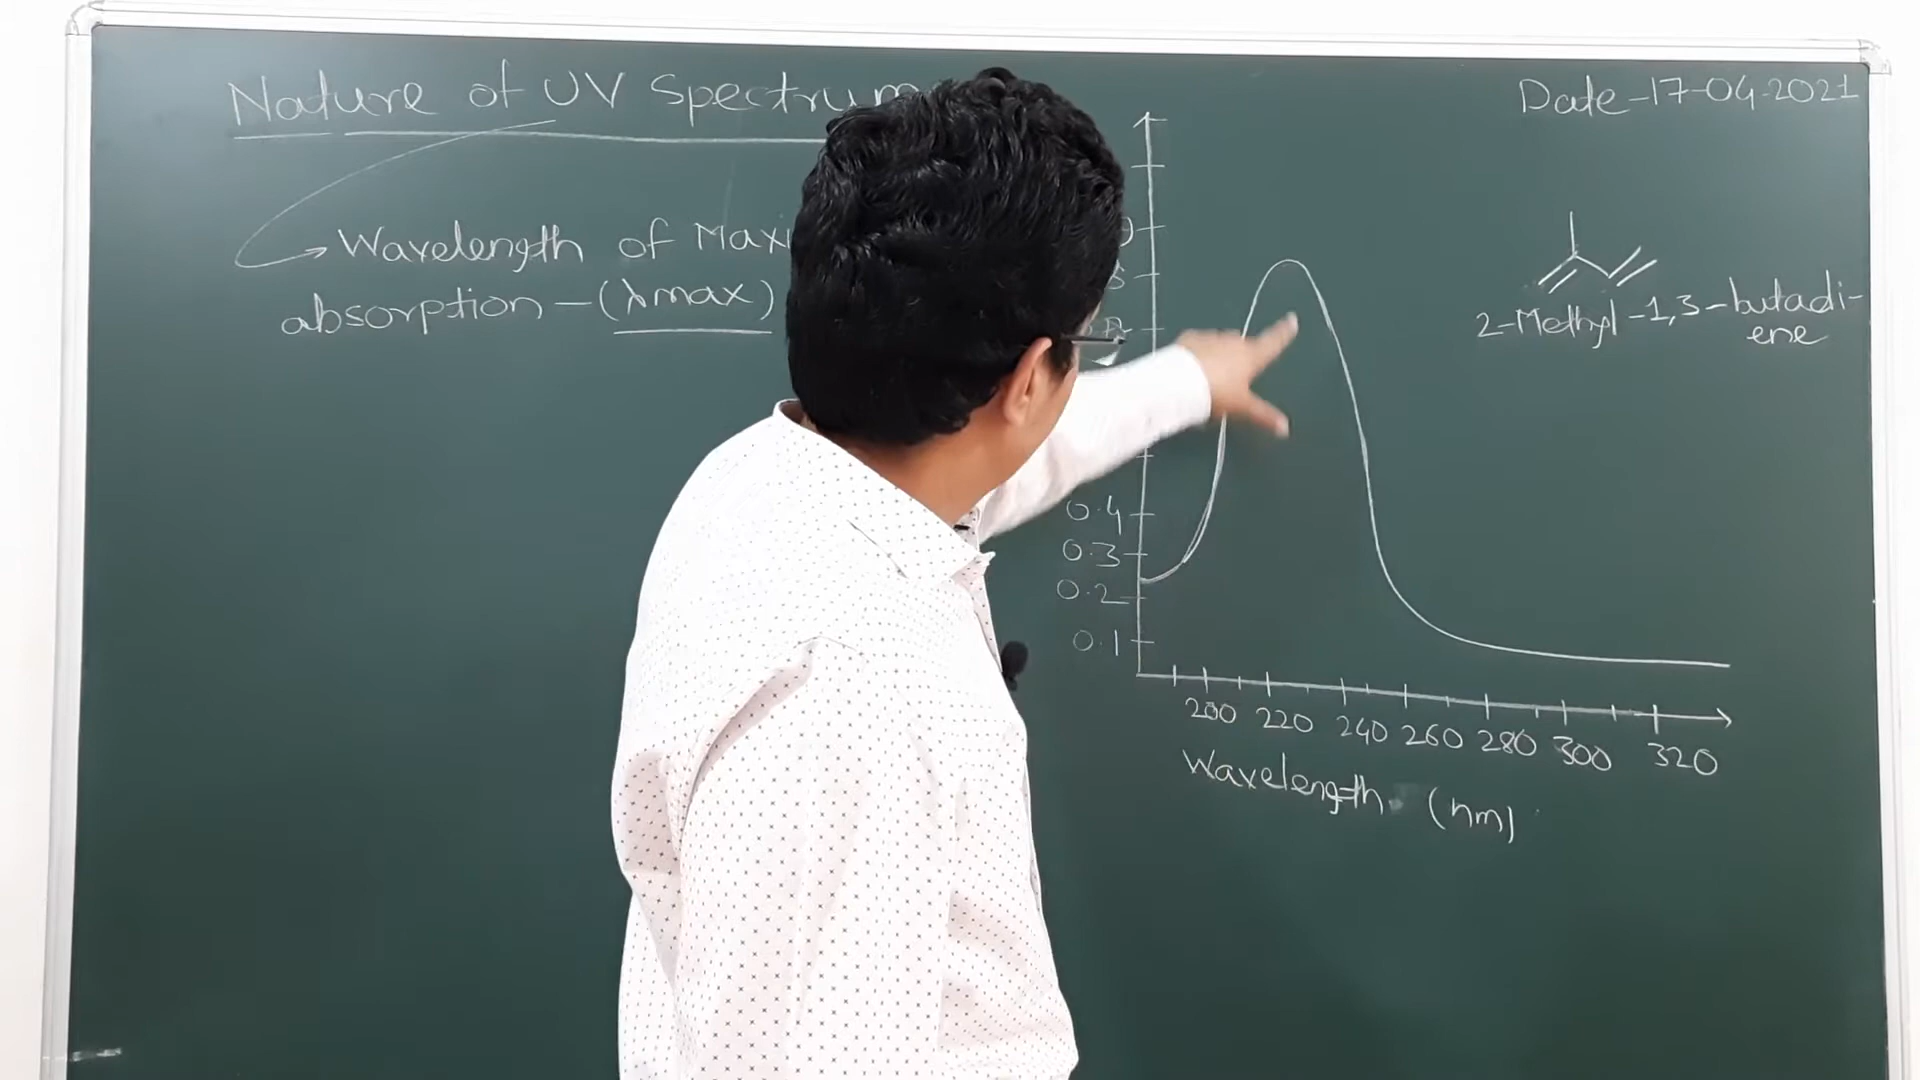 Nature of UV Spectrum
Date-17-04-2021
Wavelength of
absorption-(λmax)
2-Methyl-1,3-butadi-
ene
0.4
0.3
0.2
0.1
200 220 240 260 280 300 320
Wavelength (nm)